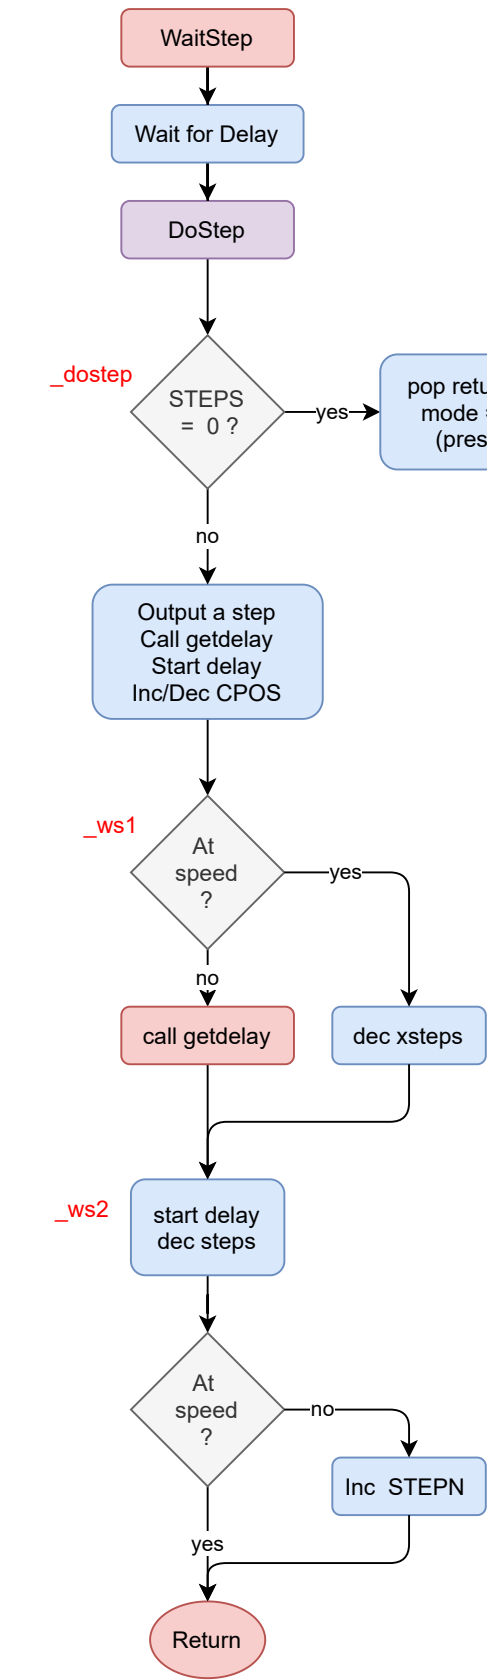 WaitStep
Wait for Delay
DoStep
_dostep
STEPS
= 0 ?
yes
pop
mode
no
Output a step
Call getdelay
Start delay
Inc/Dec CPOS
_ws1
At
speed
?
yes
no
call getdelay
dec xsteps
_ws2
start delay
dec steps
At
speed
?
no
Inc STEPN
yes
Return